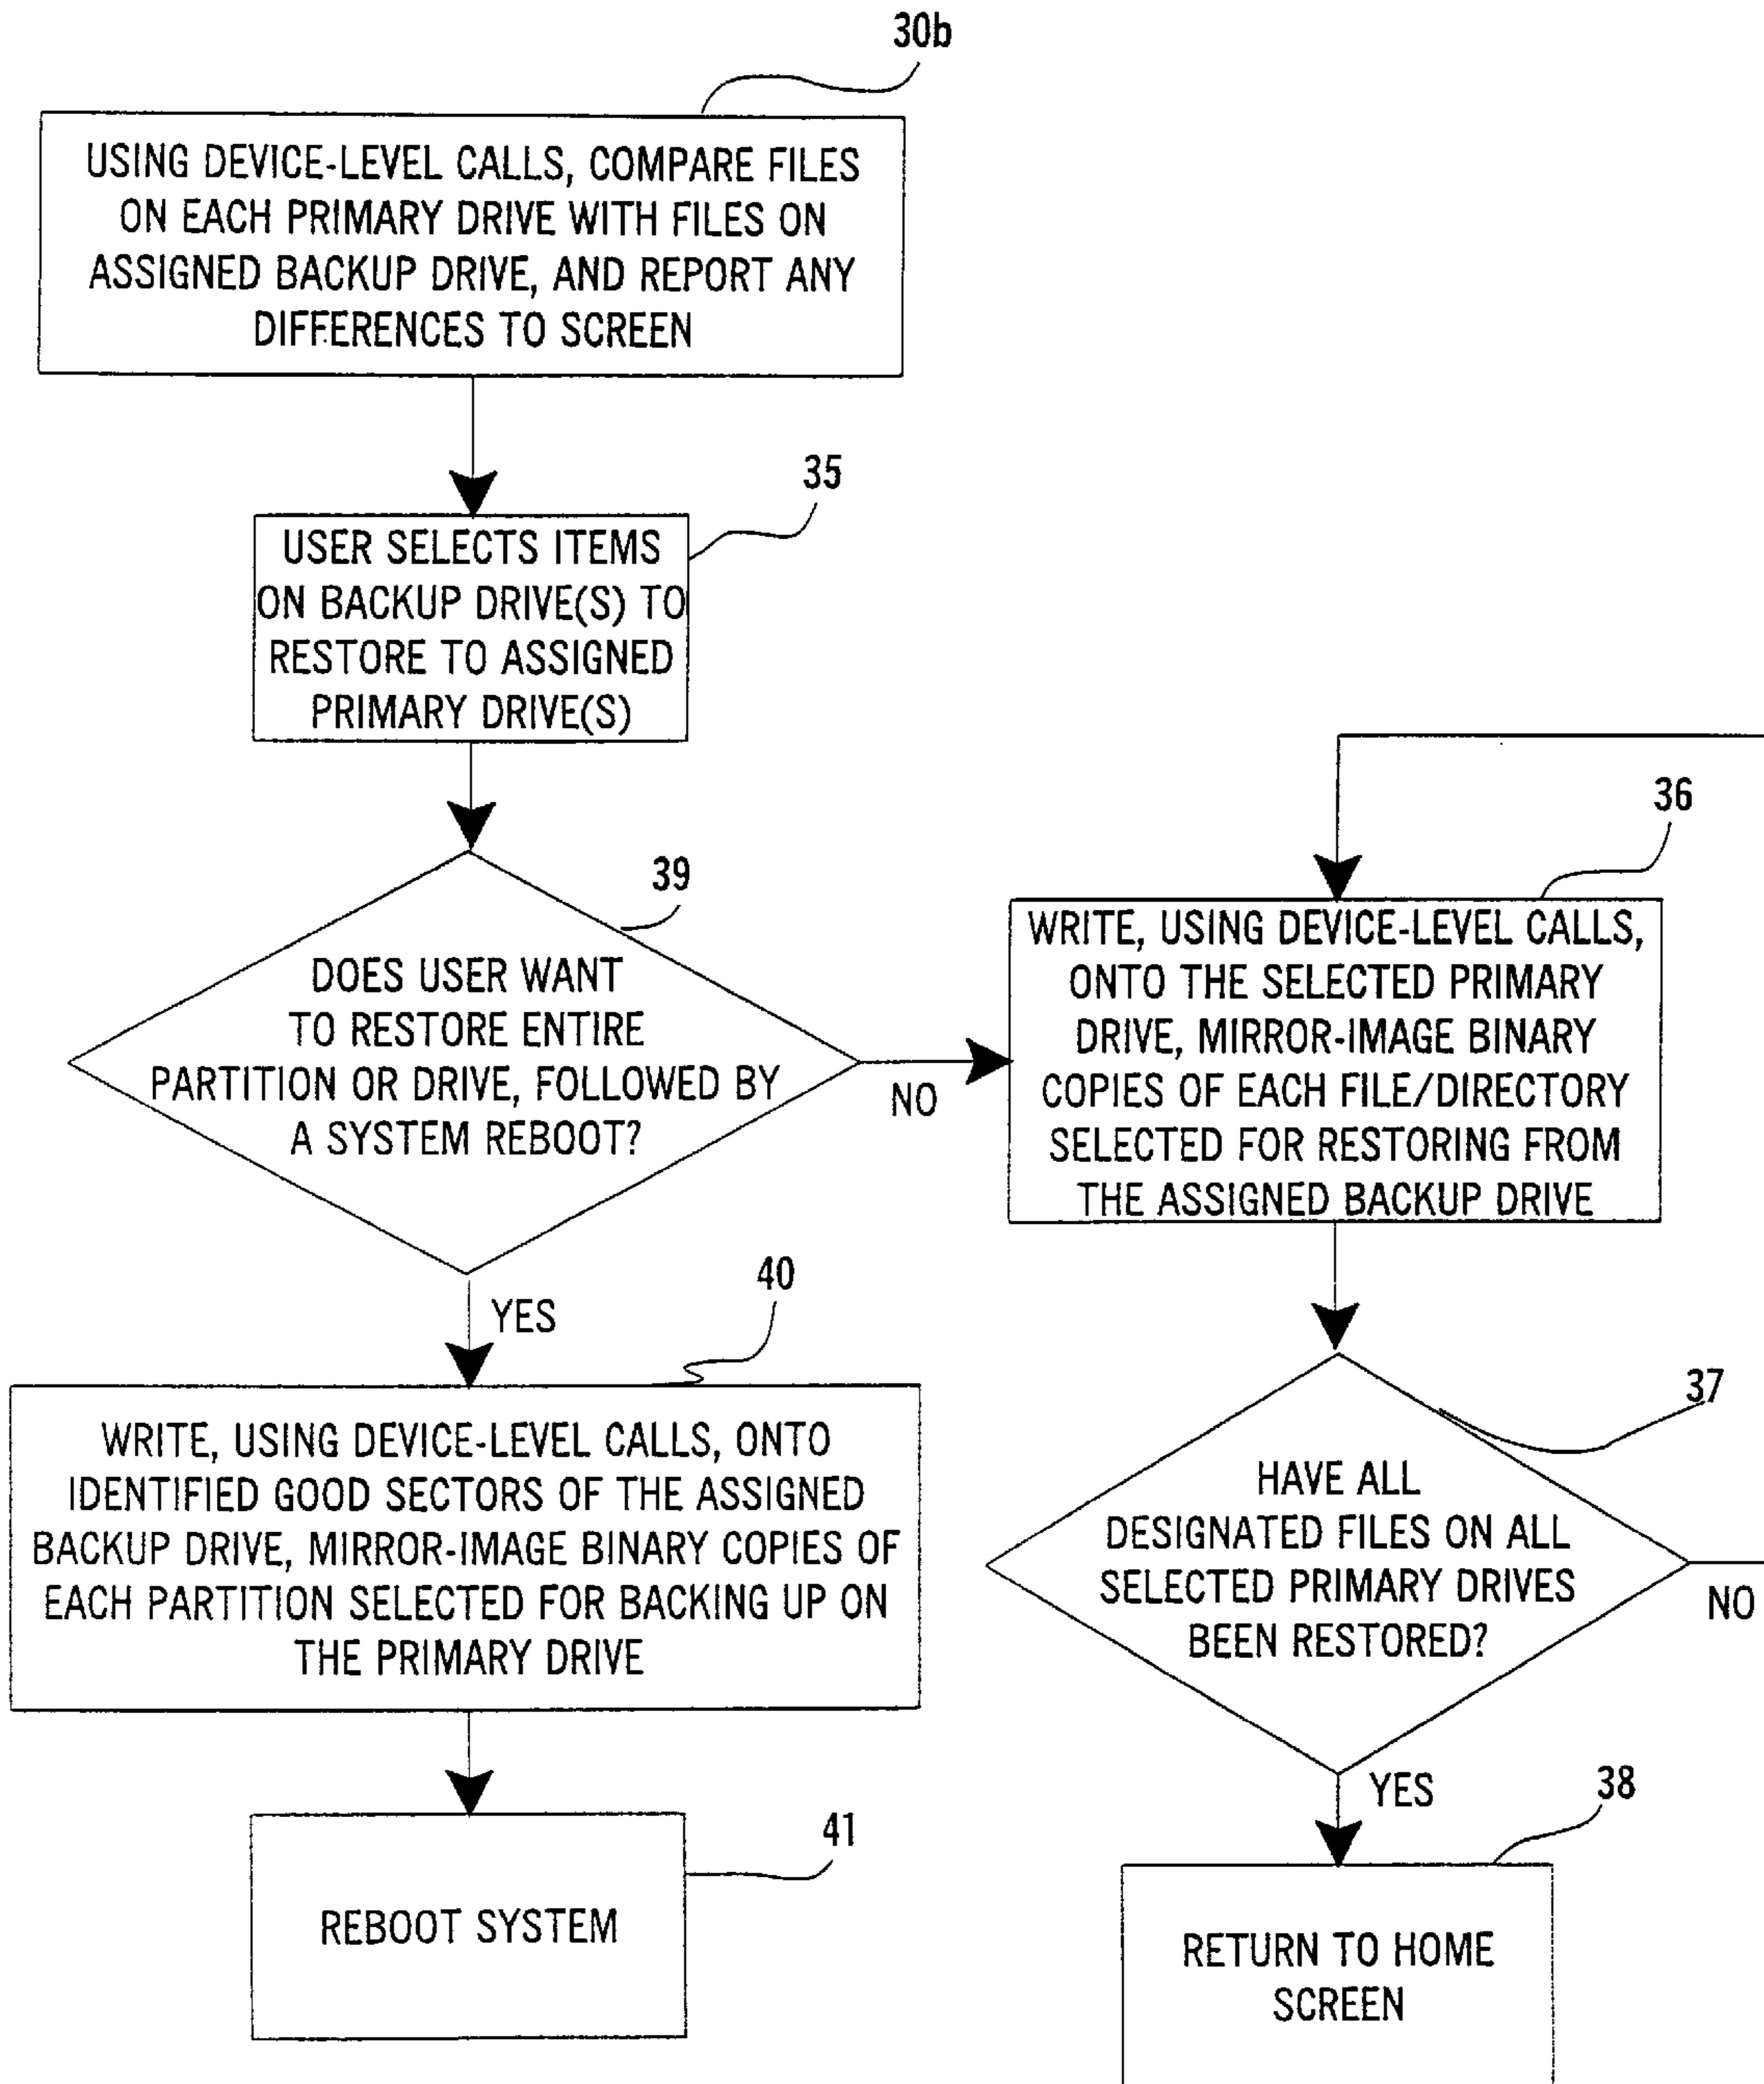 30b
USING DEVICE-LEVEL CALLS, COMPARE FILES
ON EACH PRIMARY DRIVE WITH FILES ON
ASSIGNED BACKUP DRIVE, AND REPORT ANY
DIFFERENCES TO SCREEN
35
USER SELECTS ITEMS
ON BACKUP DRIVE(S) TO
RESTORE TO ASSIGNED
PRIMARY DRIVE(S)
39
DOES USER WANT
TO RESTORE ENTIRE
PARTITION OR DRIVE, FOLLOWED BY
A SYSTEM REBOOT?
NO
YES
36
WRITE, USING DEVICE-LEVEL CALLS,
ONTO THE SELECTED PRIMARY
DRIVE, MIRROR-IMAGE BINARY
COPIES OF EACH FILE/DIRECTORY
SELECTED FOR RESTORING FROM
THE ASSIGNED BACKUP DRIVE
40
WRITE, USING DEVICE-LEVEL CALLS, ONTO
IDENTIFIED GOOD SECTORS OF THE ASSIGNED
BACKUP DRIVE, MIRROR-IMAGE BINARY COPIES OF
EACH PARTITION SELECTED FOR BACKING UP ON
THE PRIMARY DRIVE
37
HAVE ALL
DESIGNATED FILES ON ALL
SELECTED PRIMARY DRIVES
BEEN RESTORED?
NO
YES
41
REBOOT SYSTEM
38
RETURN TO HOME
SCREEN